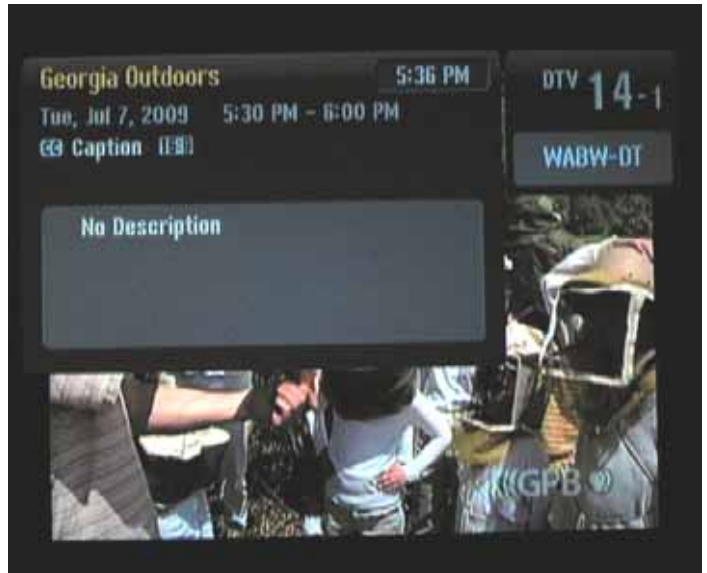 Georgia Outdoors 5:36 PM
Tue, Jul 7, 2009 5:30 PM - 6:00 PM
CC Caption
No Description
DTV 14-1
WABW-DT
GPB